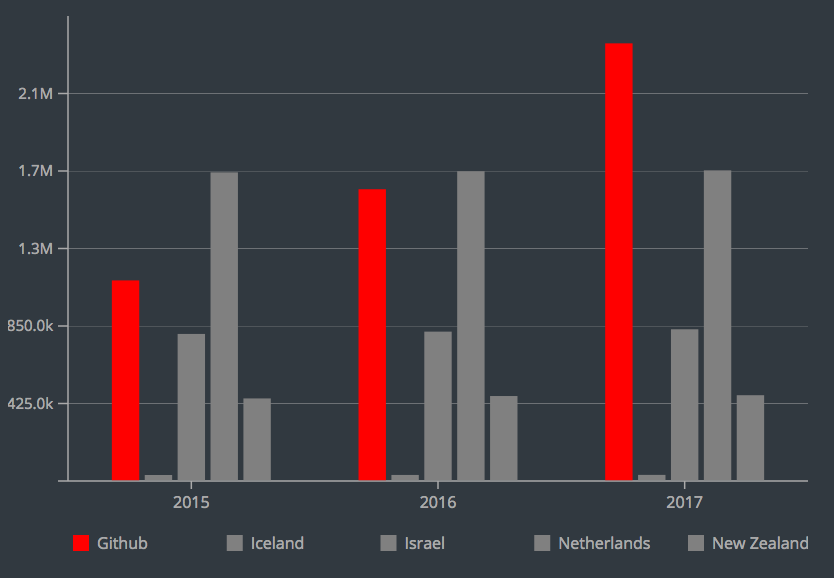 2.1M
1.7M
1.3M
850.0k
425.0k
2015 2016 2017
Github Iceland Israel Netherlands New Zealand